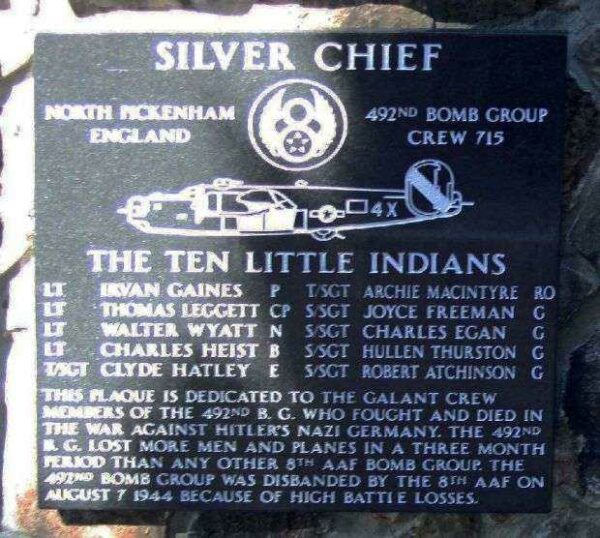 SILVER CHIEF
NORTH PICKENHAM
ENGLAND
492ND BOMB GROUP
CREW 715
8
4X
THE TEN LITTLE INDIANS
LT IRVAN GAINES P T/SGT ARCHIE MACINTYRE RO
LT THOMAS LEGGETT CP S/SGT JOYCE FREEMAN G
LT WALTER WYATT N S/SGT CHARLES EGAN G
LT CHARLES HEIST B S/SGT HULLEN THURSTON G
T/SGT CLYDE HATLEY E S/SGT ROBERT ATCHINSON G
THIS PLAQUE IS DEDICATED TO THE GALANT CREW
MEMBERS OF THE 492ND B. G. WHO FOUGHT AND DIED IN
THE WAR AGAINST HITLER'S NAZI GERMANY. THE 492ND
B. G. LOST MORE MEN AND PLANES IN A THREE MONTH
PERIOD THAN ANY OTHER 8TH AAF BOMB GROUP. THE
492ND BOMB GROUP WAS DISBANDED BY THE 8TH AAF ON
AUGUST 7 1944 BECAUSE OF HIGH BATTLE LOSSES.